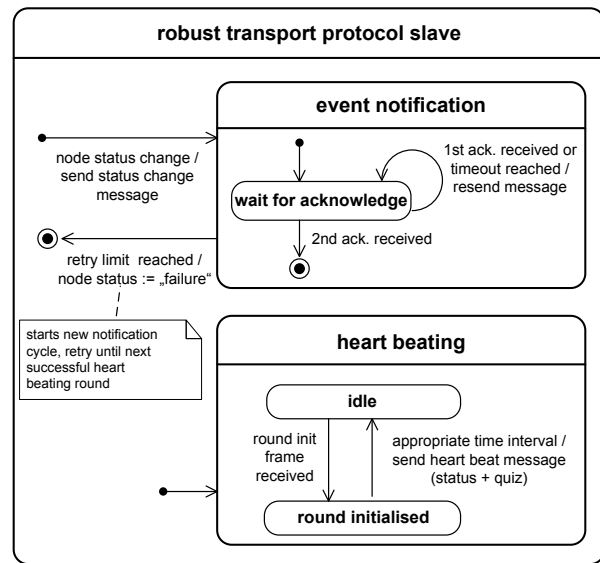 robust transport protocol slave
event notification
node status change /
send status change
message
1st ack. received or
timeout reached /
resend message
wait for acknowledge
2nd ack. received
retry limit  reached /
node status := „failure“
starts new notification
cycle, retry until next
successful heart
beating round
heart beating
idle
round init
frame
received
appropriate time interval /
send heart beat message
(status + quiz)
round initialised